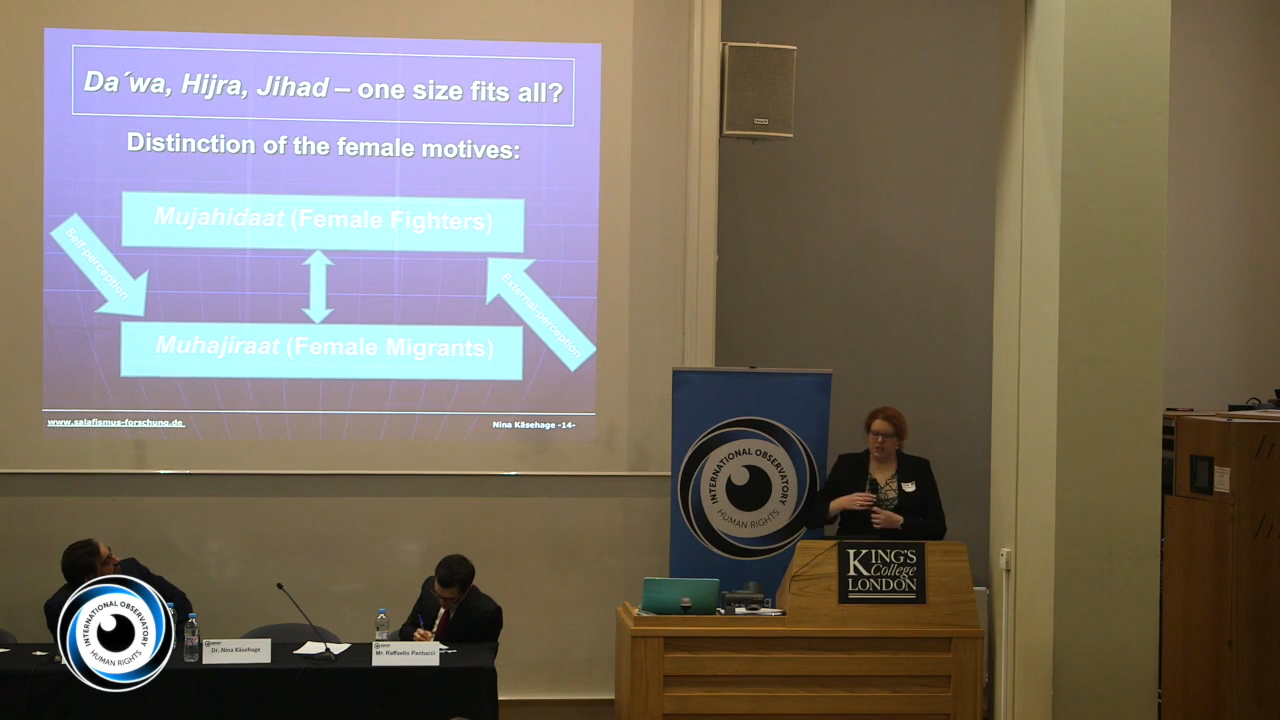 Da´wa, Hijra, Jihad – one size fits all?
Distinction of the female motives:
Mujahidaat (Female Fighters)
Self-perception
External-perception
Muhajiraat (Female Migrants)
www.salafismus-forschung.de
Nina Käsehage -14-
INTERNATIONAL OBSERVATORY
HUMAN RIGHTS
KING'S
College
LONDON
INTERNATIONAL OBSERVATORY
HUMAN RIGHTS
Dr. Nina Käsehage
Mr. Raffaello Pantucci